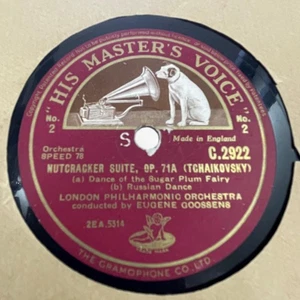 "HIS MASTER'S VOICE"
No. 2
No. 2
S
Made in England
Orchestra
SPEED 78
C.2922
NUTCRACKER SUITE, OP. 71A (TCHAIKOVSKY)
(a) Dance of the Sugar Plum Fairy
(b) Russian Dance
LONDON PHILHARMONIC ORCHESTRA
conducted by EUGENE GOOSSENS
2EA.5314
TRADE MARK
THE GRAMOPHONE CO. LTD.